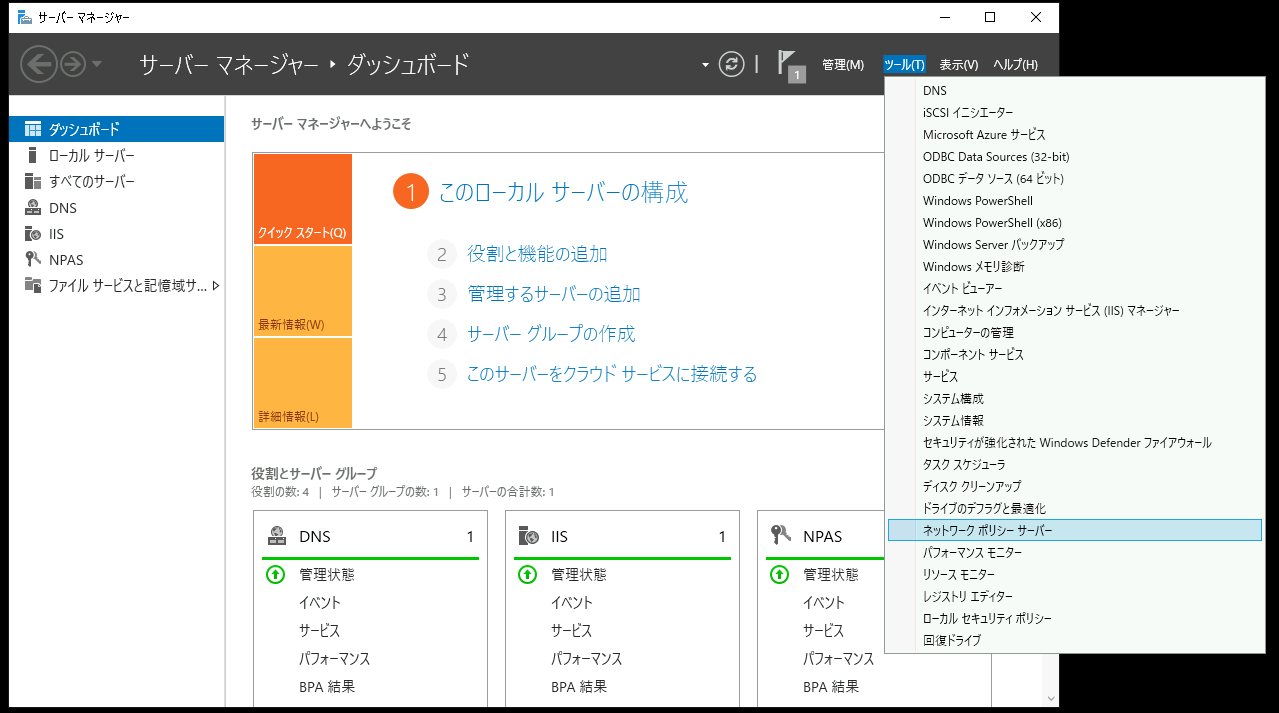 サーバー マネージャー
サーバー マネージャー ‣ ダッシュボード
1
管理(M) ツール(T) 表示(V) ヘルプ(H)
ダッシュボード
ローカル サーバー
すべてのサーバー
DNS
IIS
NPAS
ファイル サービスと記憶域サ...
サーバー マネージャーへようこそ
クイック スタート(Q)
最新情報(W)
詳細情報(L)
1 このローカル サーバーの構成
2 役割と機能の追加
3 管理するサーバーの追加
4 サーバー グループの作成
5 このサーバーをクラウド サービスに接続する
役割とサーバー グループ
役割の数: 4 | サーバー グループの数: 1 | サーバーの合計数: 1
DNS 1
管理状態
イベント
サービス
パフォーマンス
BPA 結果
IIS 1
管理状態
イベント
サービス
パフォーマンス
BPA 結果
NPAS
管理状態
イベント
サービス
パフォーマンス
BPA 結果
DNS
iSCSI イニシエーター
Microsoft Azure サービス
ODBC Data Sources (32-bit)
ODBC データ ソース (64 ビット)
Windows PowerShell
Windows PowerShell (x86)
Windows Server バックアップ
Windows メモリ診断
イベント ビューアー
インターネット インフォメーション サービス (IIS) マネージャー
コンピューターの管理
コンポーネント サービス
サービス
システム構成
システム情報
セキュリティが強化された Windows Defender ファイアウォール
タスク スケジューラ
ディスク クリーンアップ
ドライブのデフラグと最適化
ネットワーク ポリシー サーバー
パフォーマンス モニター
リソース モニター
レジストリ エディター
ローカル セキュリティ ポリシー
回復ドライブ